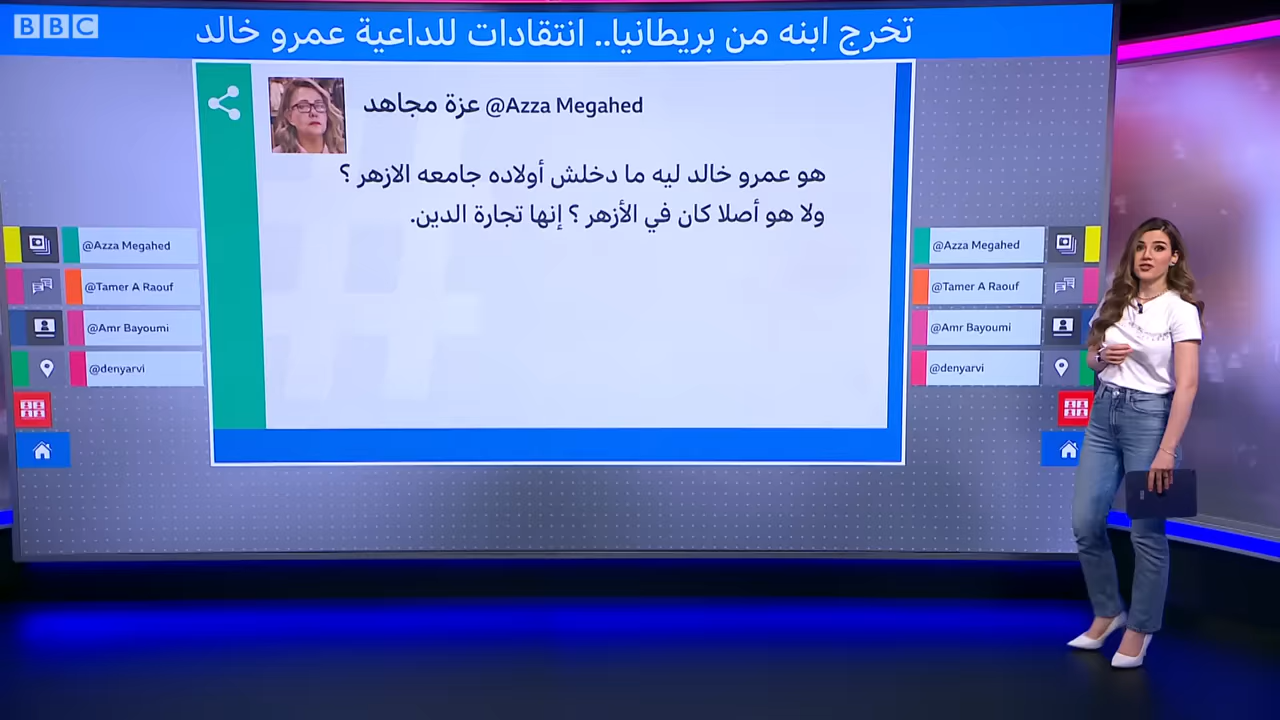 BBC
تخرج ابنه من بريطانيا.. انتقادات للداعية عمرو خالد
عزة مجاهد @Azza Megahed
هو عمرو خالد ليه ما دخلش أولاده جامعه الازهر ؟
ولا هو أصلا كان في الأزهر ؟ إنها تجارة الدين.
@Azza Megahed
@Tamer A Raouf
@Amr Bayoumi
@denyarvi
@Azza Megahed
@Tamer A Raouf
@Amr Bayoumi
@denyarvi